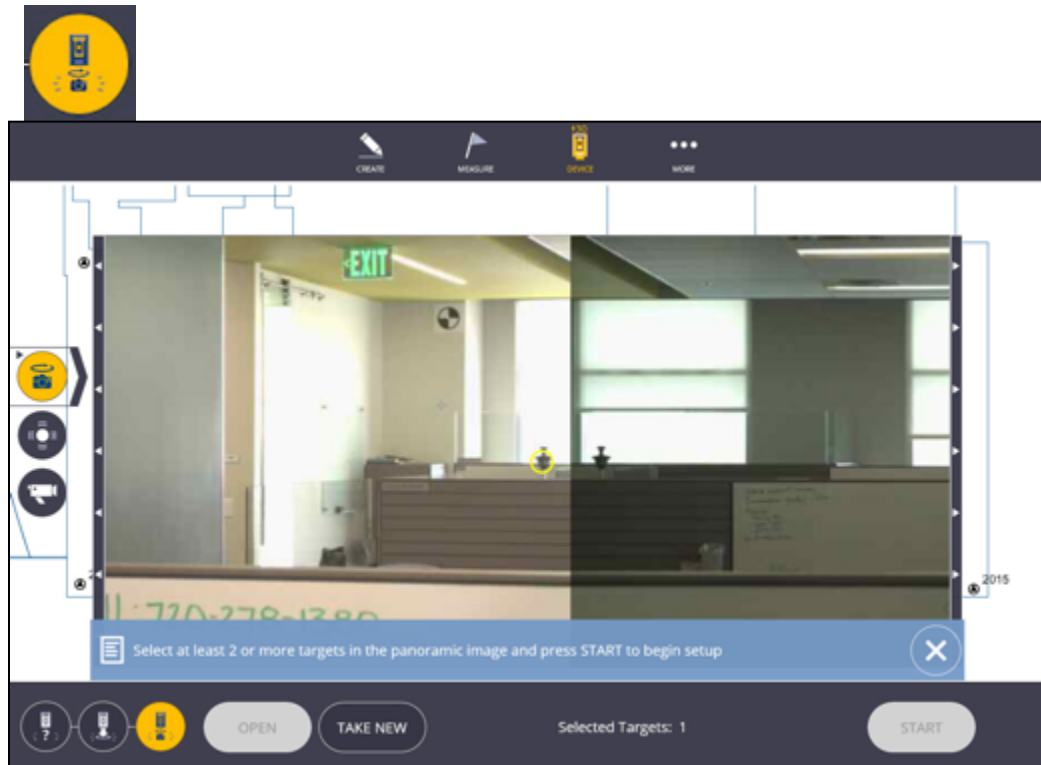 CREATE
MEASURE
DEVICE
MORE
EXIT
2015
Select at least 2 or more targets in the panoramic image and press START to begin setup
?
OPEN
TAKE NEW
Selected Targets: 1
START